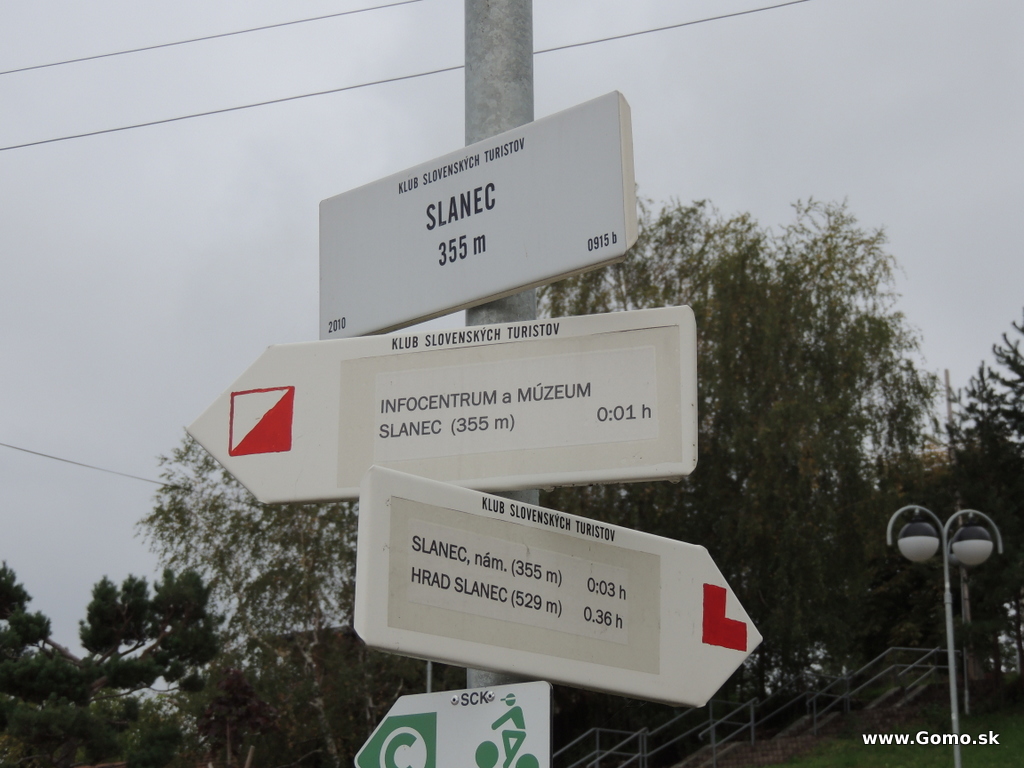 KLUB SLOVENSKÝCH TURISTOV
SLANEC
355 m
0915 b
2010
KLUB SLOVENSKÝCH TURISTOV
INFOCENTRUM a MÚZEUM
SLANEC (355 m) 0:01 h
KLUB SLOVENSKÝCH TURISTOV
SLANEC, nám. (355 m) 0:03 h
HRAD SLANEC (529 m) 0.36 h
SCK
C
www.Gomo.sk